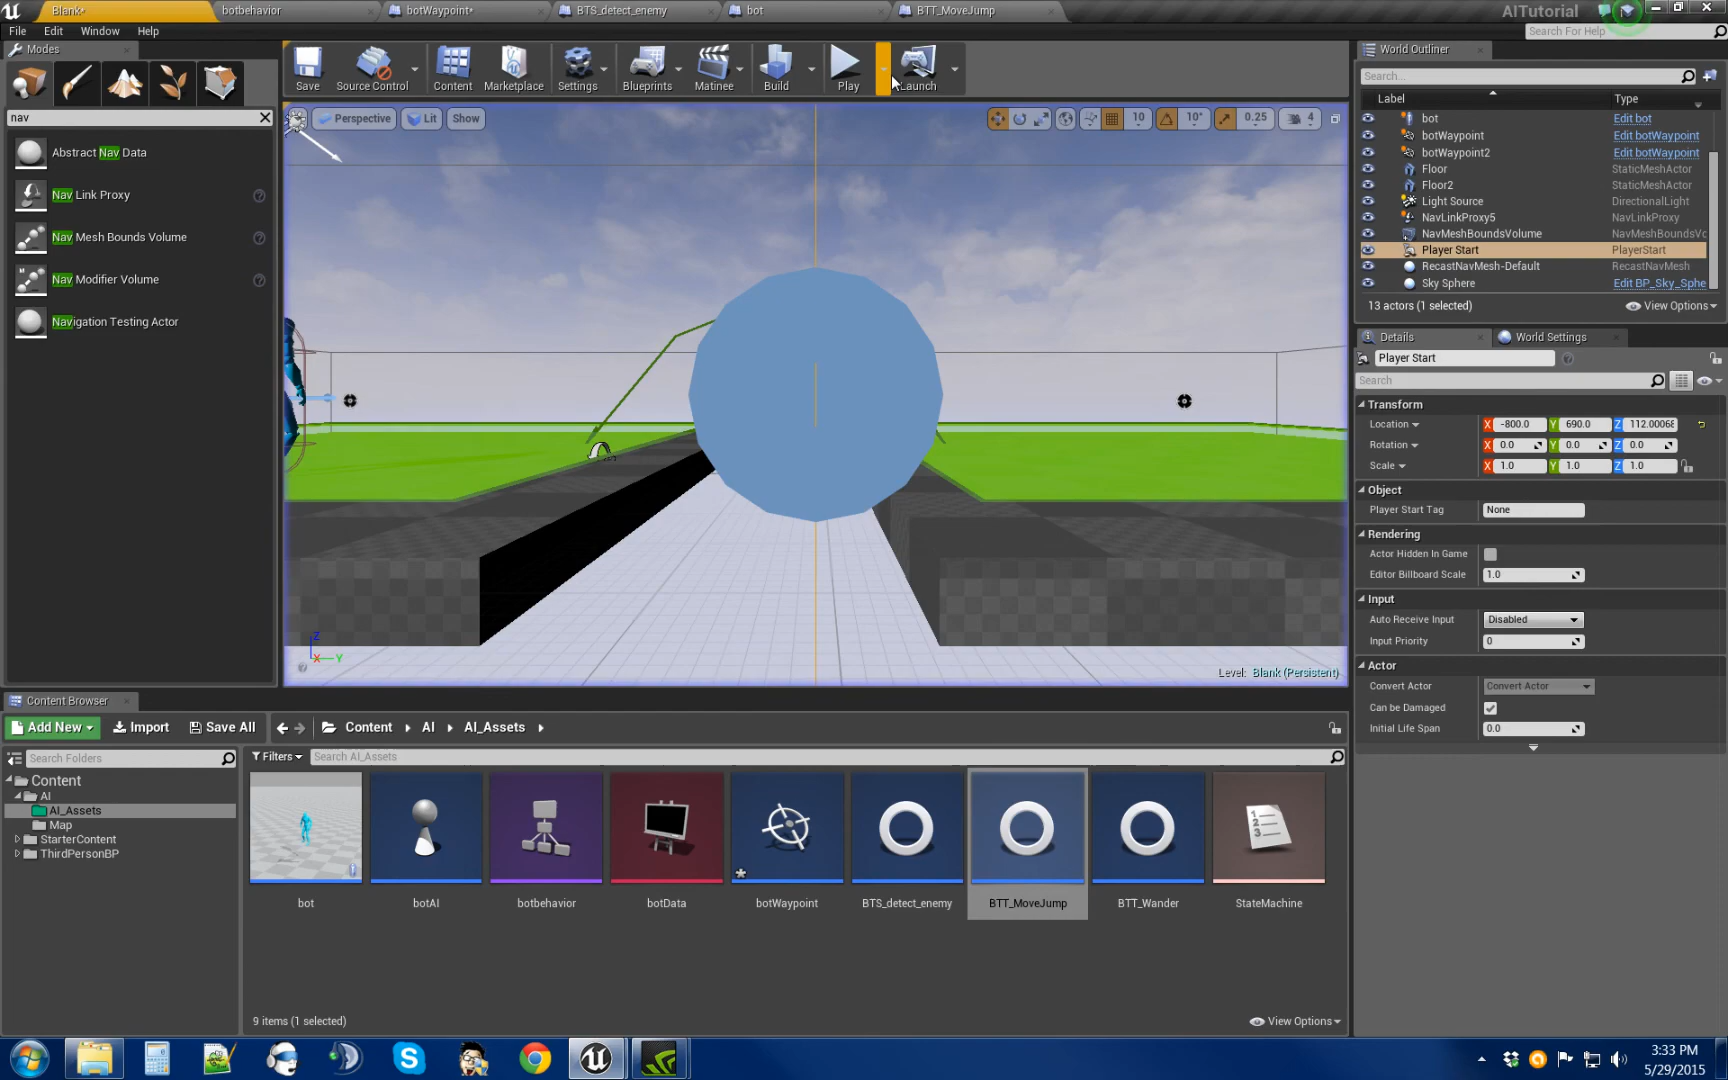 Blank*
botbehavior
botWaypoint*
BTS_detect_enemy
bot
BTT_MoveJump
AITutorial
File Edit Window Help
Search For Help
Modes
nav
Abstract Nav Data
Nav Link Proxy
Nav Mesh Bounds Volume
Nav Modifier Volume
Navigation Testing Actor
Save
Source Control
Content
Marketplace
Settings
Blueprints
Matinee
Build
Play
Launch
Perspective
Lit
Show
10
10°
0.25
4
Z
X
Y
Level: Blank (Persistent)
World Outliner
Search...
Label Type
bot Edit bot
botWaypoint Edit botWaypoint
botWaypoint2 Edit botWaypoint
Floor StaticMeshActor
Floor2 StaticMeshActor
Light Source DirectionalLight
NavLinkProxy5 NavLinkProxy
NavMeshBoundsVolume NavMeshBoundsVc
Player Start PlayerStart
RecastNavMesh-Default RecastNavMesh
Sky Sphere Edit BP_Sky_Sphe
13 actors (1 selected)
View Options
Details
World Settings
Player Start
Search
Transform
Location X -800.0 Y 690.0 Z 112.00068
Rotation X 0.0 Y 0.0 Z 0.0
Scale X 1.0 Y 1.0 Z 1.0
Object
Player Start Tag None
Rendering
Actor Hidden In Game
Editor Billboard Scale 1.0
Input
Auto Receive Input Disabled
Input Priority 0
Actor
Convert Actor Convert Actor
Can be Damaged
Initial Life Span 0.0
Content Browser
Add New
Import
Save All
Content AI AI_Assets
Search Folders
Filters
Search AI_Assets
Content
AI
AI_Assets
Map
StarterContent
ThirdPersonBP
bot
botAI
botbehavior
botData
botWaypoint
BTS_detect_enemy
BTT_MoveJump
BTT_Wander
StateMachine
9 items (1 selected)
View Options
3:33 PM
5/29/2015